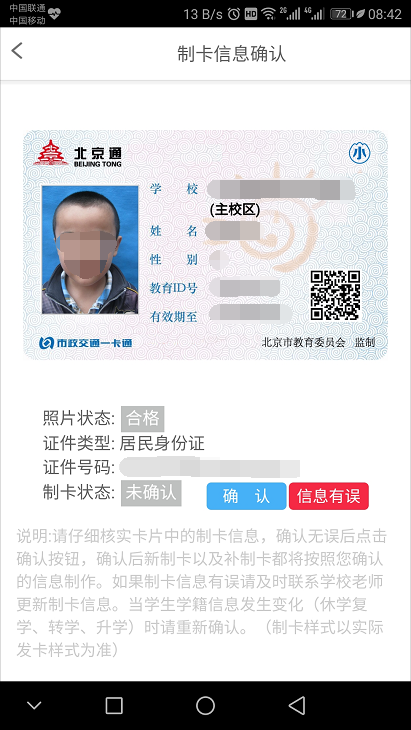 中国联通
中国移动
13 B/s HD 2G 4G 72 08:42
制卡信息确认
北京通
BEIJING TONG
小
学 校
(主校区)
姓 名
性 别
教育ID号
有效期至
市政交通一卡通
北京市教育委员会 监制
照片状态: 合格
证件类型: 居民身份证
证件号码:
制卡状态: 未确认
确 认
信息有误
说明:请仔细核实卡片中的制卡信息，确认无误后点击
确认按钮，确认后新制卡以及补制卡都将按照您确认
的信息制作。如果制卡信息有误请及时联系学校老师
更新制卡信息。当学生学籍信息发生变化（休学复
学、转学、升学）时请重新确认。（制卡样式以实际
发卡样式为准）